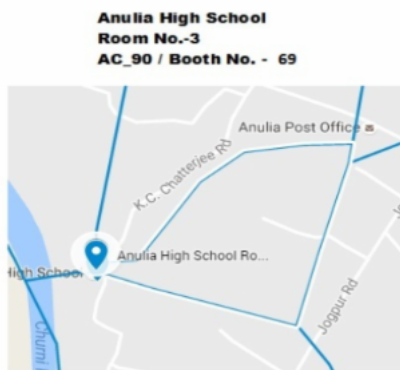 Anulia High School
Room No.-3
AC_90 / Booth No. - 69
Anulia Post Office
K.C. Chatterjee Rd
Anulia High School Ro...
High School
Jogpur Rd
Churni